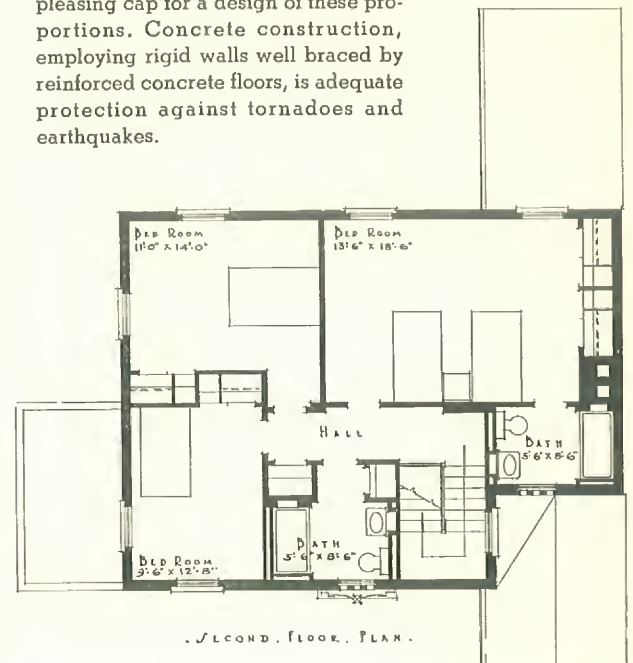 pleasing cap for a design of these pro-
portions. Concrete construction,
employing rigid walls well braced by
reinforced concrete floors, is adequate
protection against tornadoes and
earthquakes.
BED ROOM
11'-0" X 14'-0"
BED ROOM
13'-6" X 18'-6"
HALL
BATH
5'-6" X 8'-6"
BATH
5'-6" X 8'-6"
BED ROOM
9'-6" X 12'-8"
. SECOND . FLOOR . PLAN .